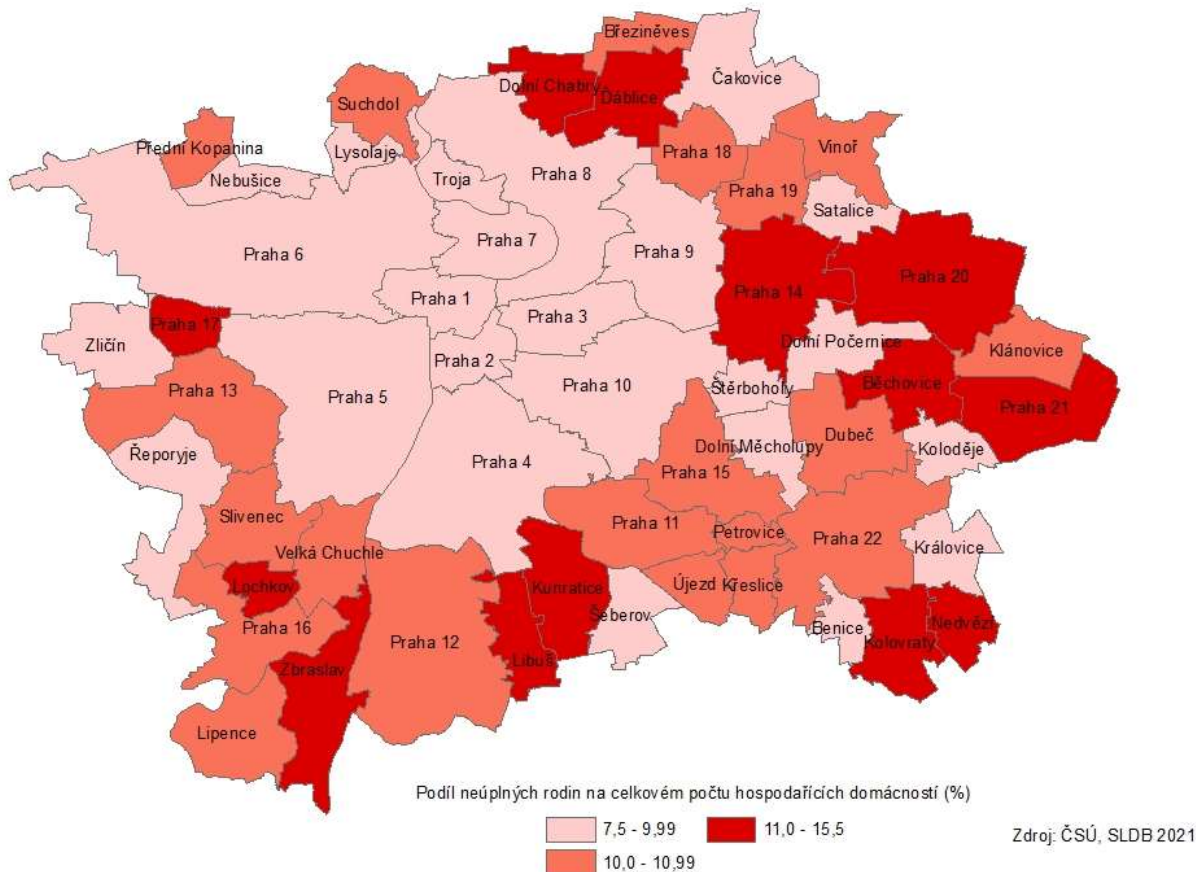 Březiněves
Čakovice
Dolní Chabry
Ďáblice
Suchdol
Přední Kopanina
Lysolaje
Praha 18
Vinoř
Nebušice
Troja
Praha 8
Praha 19
Satalice
Praha 7
Praha 6
Praha 9
Praha 20
Praha 14
Praha 1
Praha 3
Praha 17
Dolní Počernice
Zličín
Praha 2
Klánovice
Štěrboholy
Běchovice
Praha 13
Praha 10
Praha 5
Praha 21
Dubeč
Řeporyje
Dolní Měcholupy
Koloděje
Praha 4
Praha 15
Slivenec
Praha 11
Petrovice
Praha 22
Královice
Velká Chuchle
Lochkov
Kunratice
Újezd
Křeslice
Šeberov
Praha 16
Benice
Nedvězí
Praha 12
Kolovraty
Libuš
Zbraslav
Lipence
Podíl neúplných rodin na celkovém počtu hospodařících domácností (%)
7,5 - 9,99
11,0 - 15,5
10,0 - 10,99
Zdroj: ČSÚ, SLDB 2021